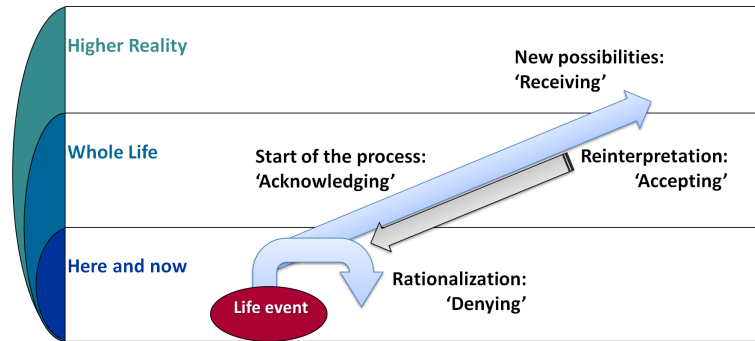 Higher Reality
New possibilities:
‘Receiving’
Whole Life
Start of the process:
‘Acknowledging’
Reinterpretation:
‘Accepting’
Here and now
Rationalization:
‘Denying’
Life event